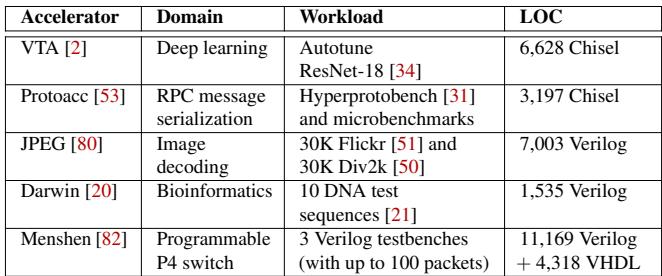 Accelerator Domain Workload LOC
VTA [2] Deep learning Autotune 6,628 Chisel
ResNet-18 [34]
Protoacc [53] RPC message Hyperprotobench [31] 3,197 Chisel
serialization and microbenchmarks
JPEG [80] Image 30K Flickr [51] and 7,003 Verilog
decoding 30K Div2k [50]
Darwin [20] Bioinformatics 10 DNA test 1,535 Verilog
sequences [21]
Menshen [82] Programmable 3 Verilog testbenches 11,169 Verilog
P4 switch (with up to 100 packets) + 4,318 VHDL